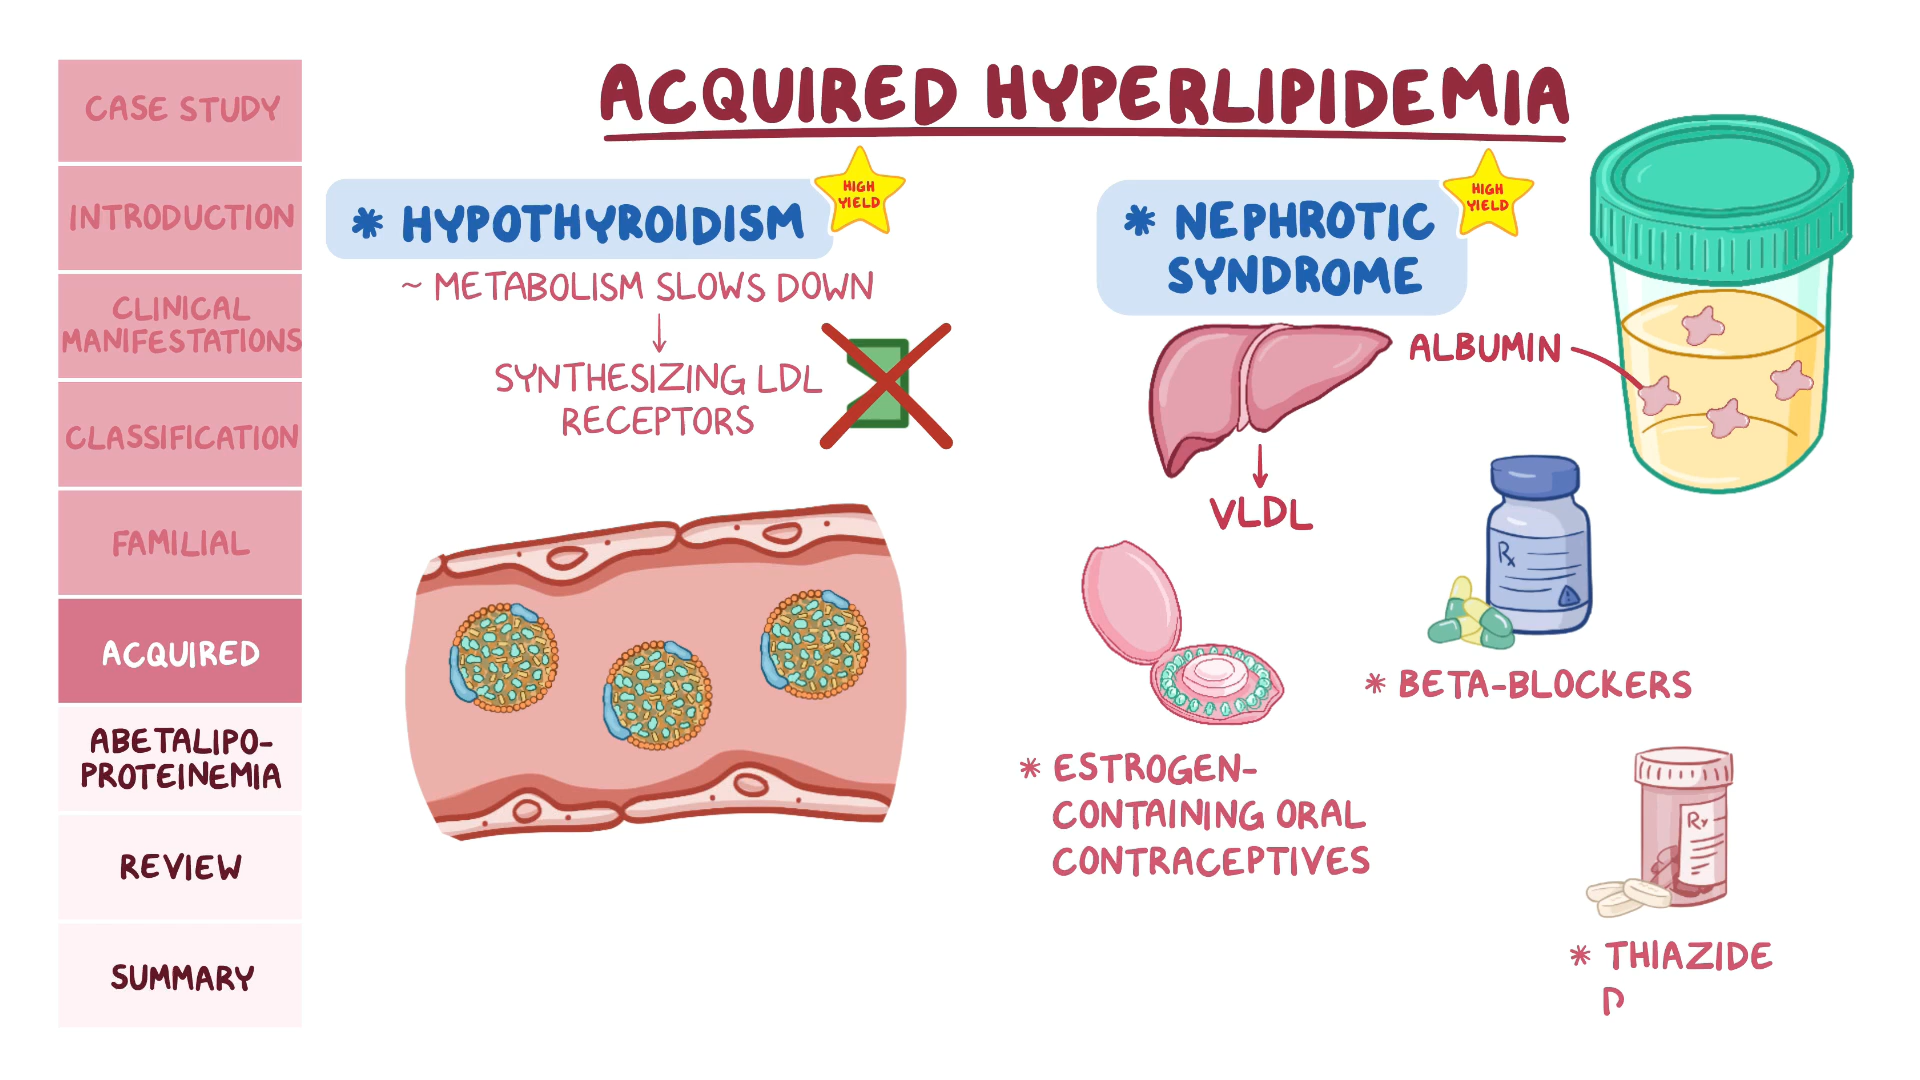 ACQUIRED HYPERLIPIDEMIA
CASE STUDY
INTRODUCTION
CLINICAL
MANIFESTATIONS
CLASSIFICATION
FAMILIAL
ACQUIRED
ABETALIPO-
PROTEINEMIA
REVIEW
SUMMARY
* HYPOTHYROIDISM
HIGH
YIELD
~ METABOLISM SLOWS DOWN
↓
SYNTHESIZING LDL
RECEPTORS
* NEPHROTIC
SYNDROME
HIGH
YIELD
ALBUMIN
↓
VLDL
Rx
* BETA-BLOCKERS
* ESTROGEN-
CONTAINING ORAL
CONTRACEPTIVES
Rx
* THIAZIDE
D